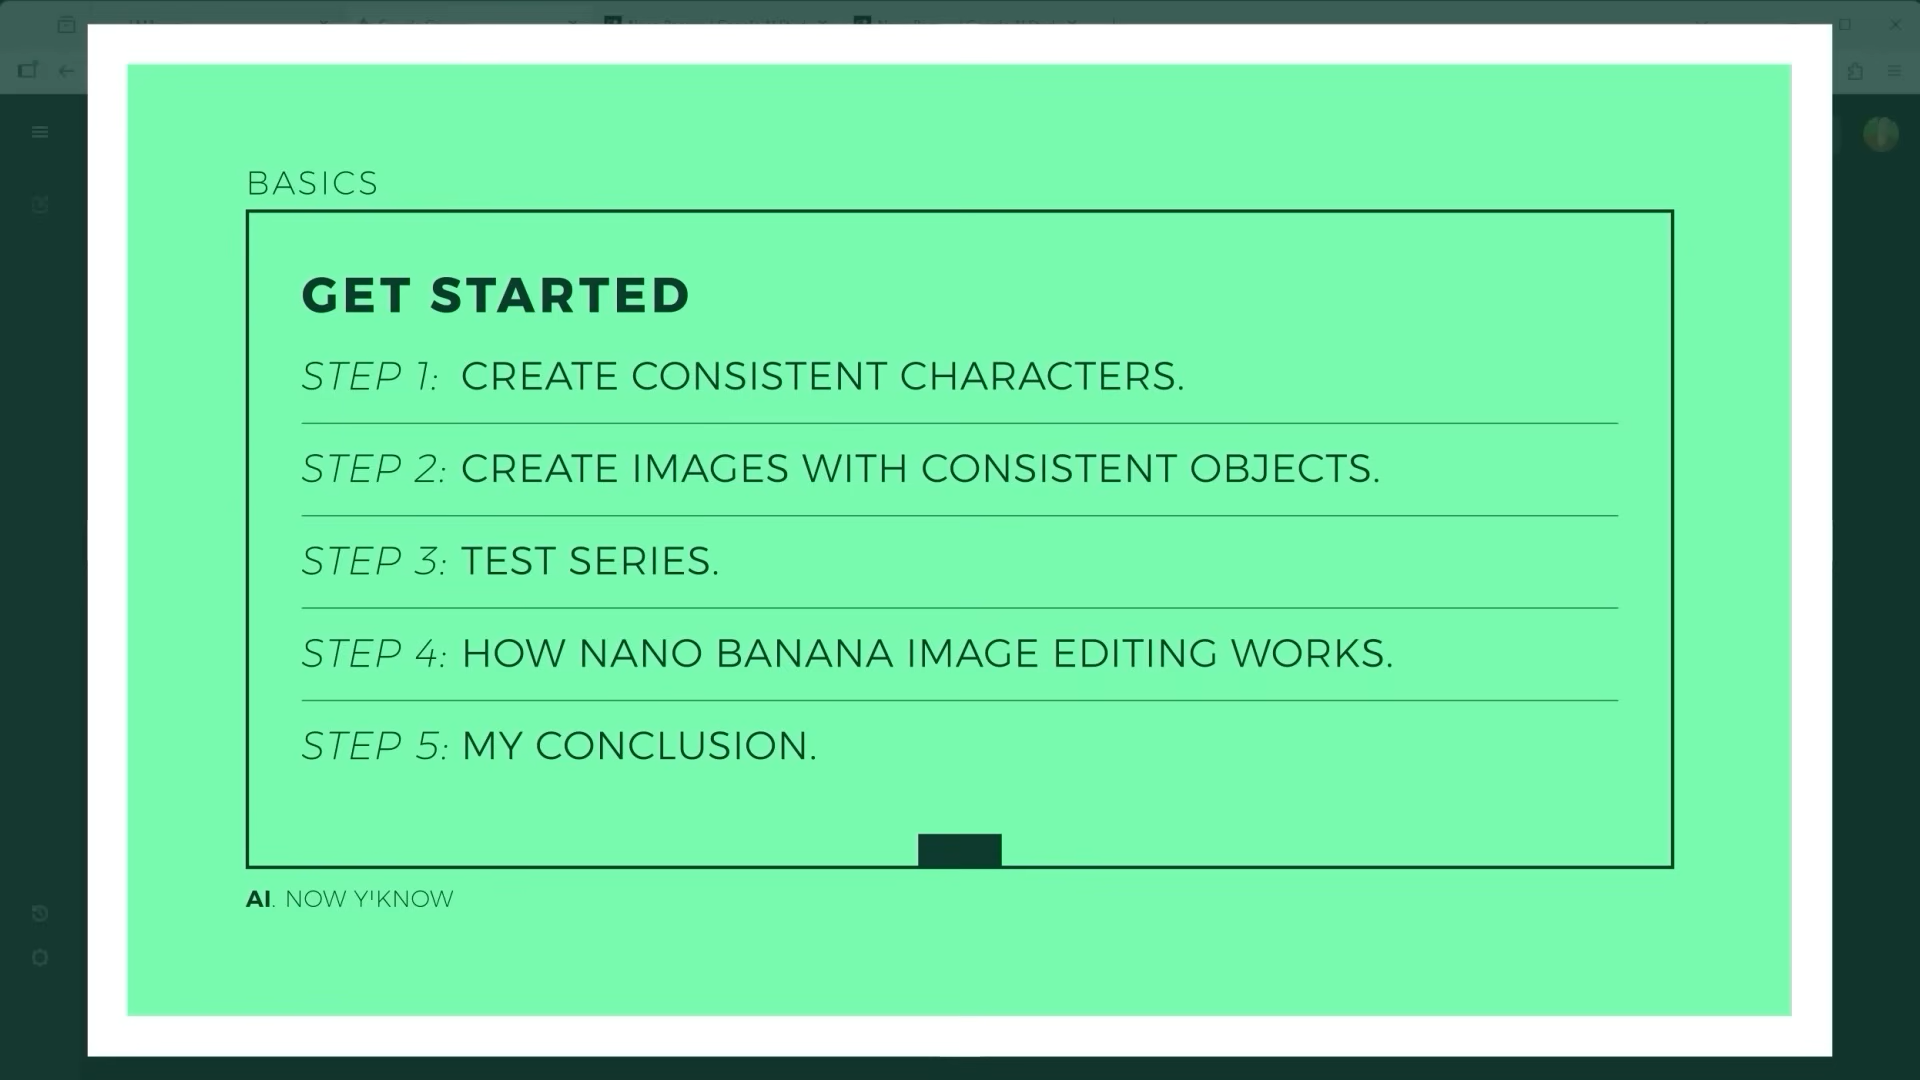 BASICS
GET STARTED
STEP 1: CREATE CONSISTENT CHARACTERS.
STEP 2: CREATE IMAGES WITH CONSISTENT OBJECTS.
STEP 3: TEST SERIES.
STEP 4: HOW NANO BANANA IMAGE EDITING WORKS.
STEP 5: MY CONCLUSION.
AI. NOW Y'KNOW